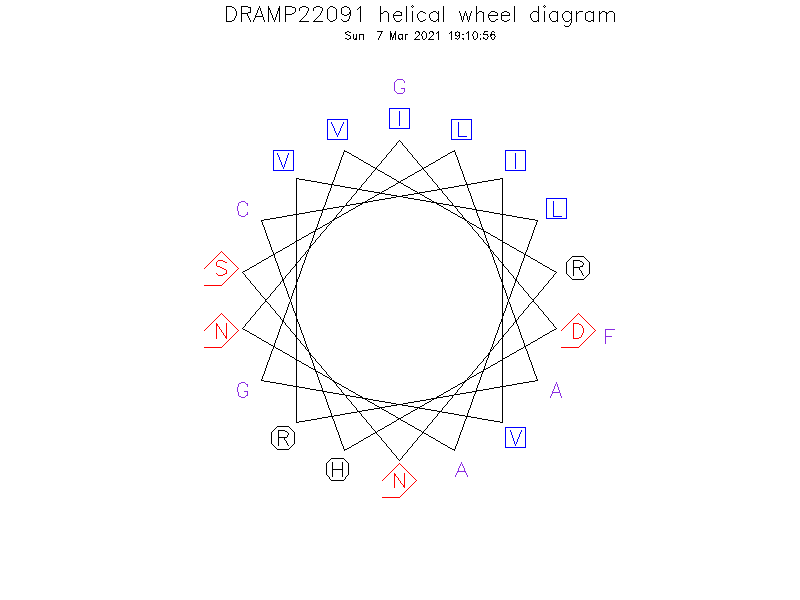 DRAMP22091 helical wheel diagram
Sun 7 Mar 2021 19:10:56
G
V I L
V I
C L
S R
N D F
G A
R V
H N A